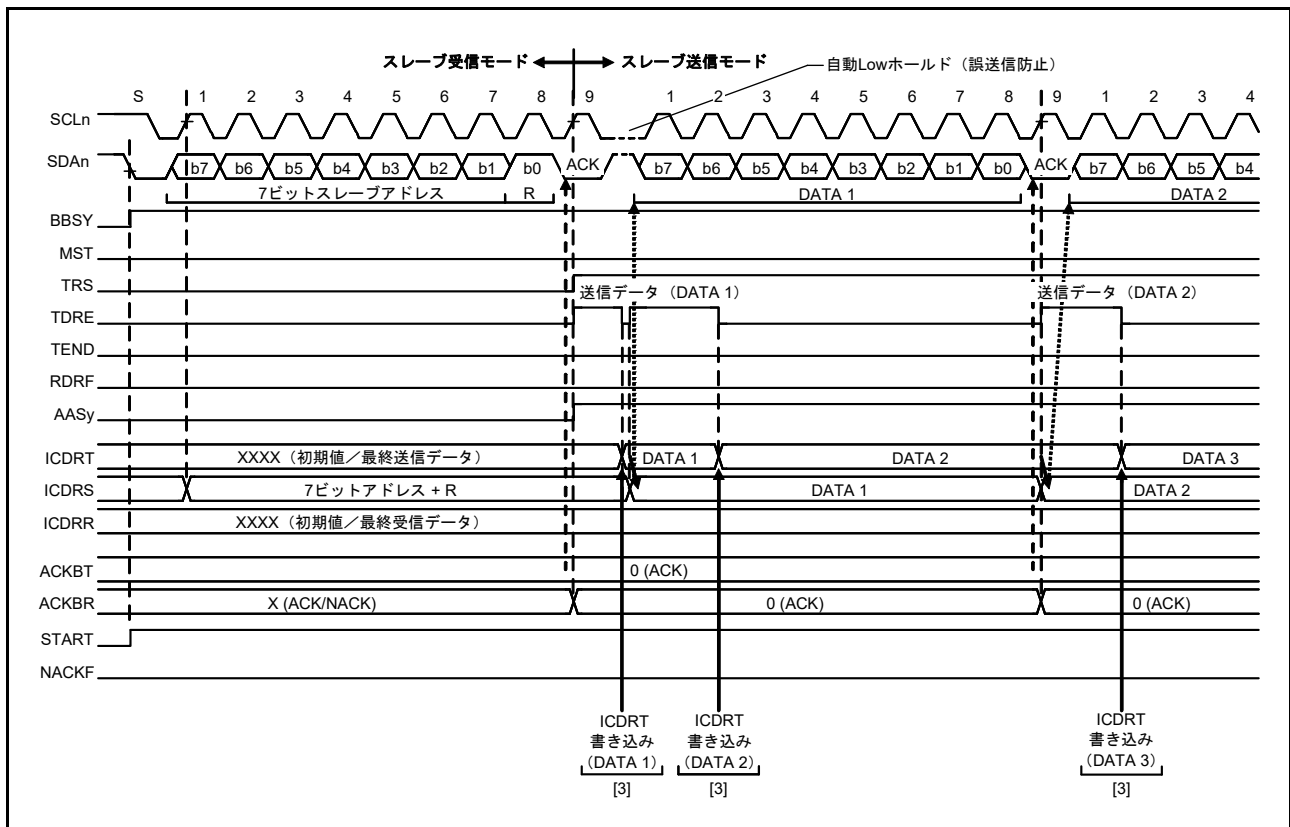 スレーブ受信モード スレーブ送信モード
自動Lowホールド（誤送信防止）
S 1 2 3 4 5 6 7 8 9 1 2 3 4 5 6 7 8 9 1 2 3 4
SCLn
SDAn b7 b6 b5 b4 b3 b2 b1 b0 ACK b7 b6 b5 b4 b3 b2 b1 b0 ACK b7 b6 b5 b4
7ビットスレーブアドレス R DATA 1 DATA 2
BBSY
MST
TRS
送信データ（DATA 1） 送信データ（DATA 2）
TDRE
TEND
RDRF
AASy
ICDRT XXXX（初期値／最終送信データ） DATA 1 DATA 2 DATA 3
ICDRS 7ビットアドレス + R DATA 1 DATA 2
ICDRR XXXX（初期値／最終受信データ）
ACKBT 0 (ACK)
ACKBR X (ACK/NACK) 0 (ACK) 0 (ACK)
START
NACKF
ICDRT ICDRT ICDRT
書き込み 書き込み 書き込み
（DATA 1） （DATA 2） （DATA 3）
[3] [3] [3]